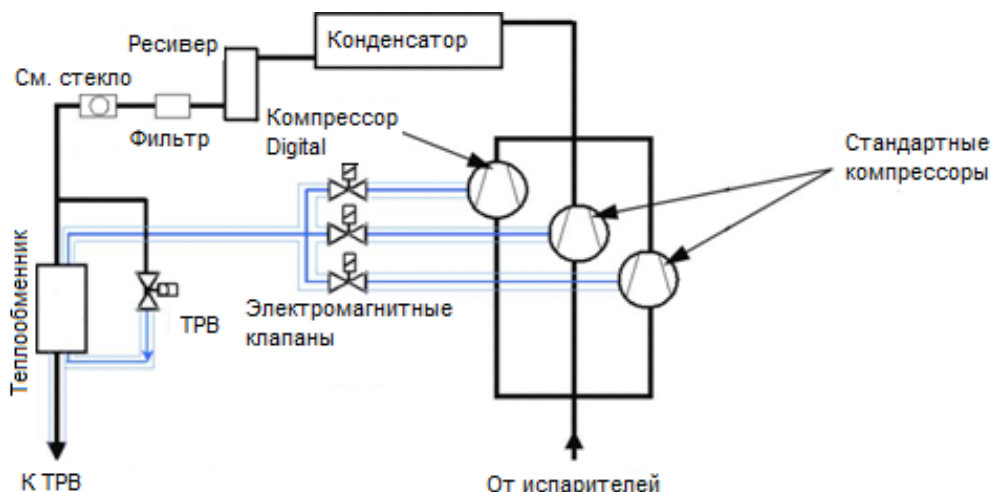 Ресивер
Конденсатор
См. стекло
Фильтр
Компрессор
Digital
Стандартные
компрессоры
Теплообменник
ТРВ
Электромагнитные
клапаны
К ТРВ
От испарителей